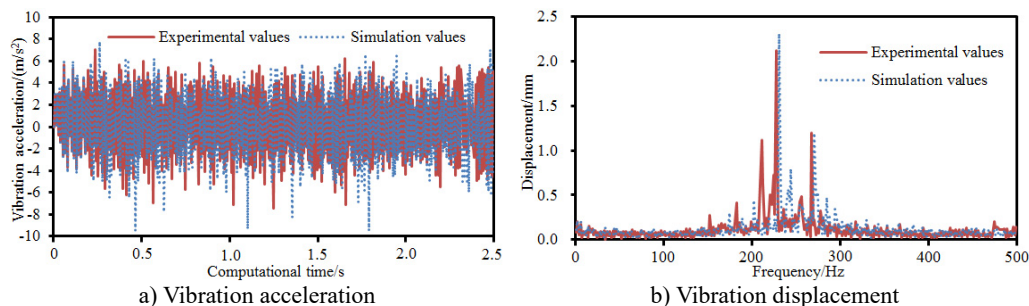 10
8
6
4
2
0
-2
-4
-6
-8
-10
Vibration acceleration/(m/s²)
Experimental values
Simulation values
0 0.5 1.0 1.5 2.0 2.5
Computational time/s
a) Vibration acceleration
2.5
2.0
1.5
1.0
0.5
0.0
Displacement/mm
Experimental values
Simulation values
0 100 200 300 400 500
Frequency/Hz
b) Vibration displacement